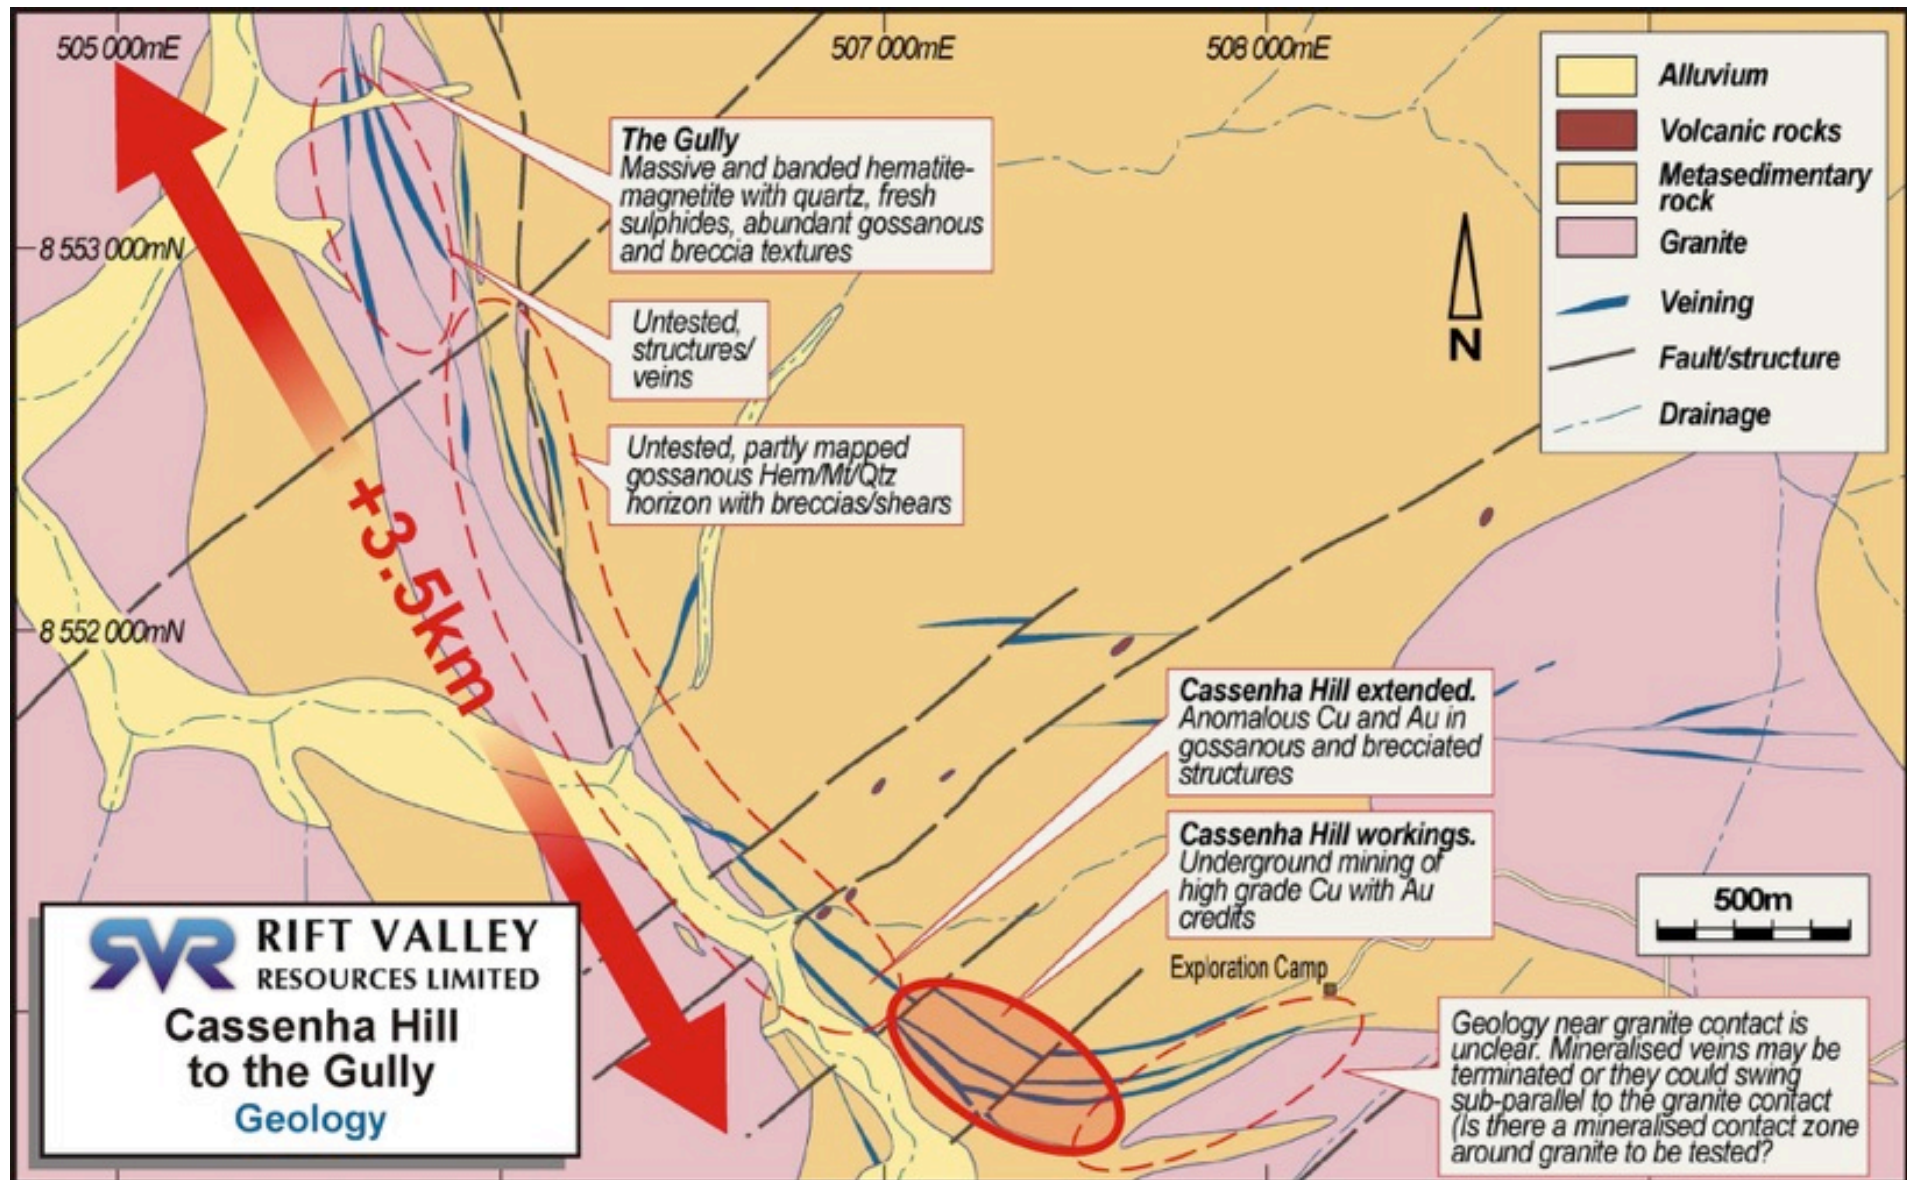 505 000mE
507 000mE
508 000mE
8 553 000mN
8 552 000mN
The Gully
Massive and banded hematite-
magnetite with quartz, fresh
sulphides, abundant gossanous
and breccia textures
Untested,
structures/
veins
Untested, partly mapped
gossanous Hem/Mt/Qtz
horizon with breccias/shears
+3.5km
N
Alluvium
Volcanic rocks
Metasedimentary
rock
Granite
Veining
Fault/structure
Drainage
Cassenha Hill extended.
Anomalous Cu and Au in
gossanous and brecciated
structures
Cassenha Hill workings.
Underground mining of
high grade Cu with Au
credits
500m
Exploration Camp
Geology near granite contact is
unclear. Mineralised veins may be
terminated or they could swing
sub-parallel to the granite contact
(Is there a mineralised contact zone
around granite to be tested?
RVR
RIFT VALLEY
RESOURCES LIMITED
Cassenha Hill
to the Gully
Geology